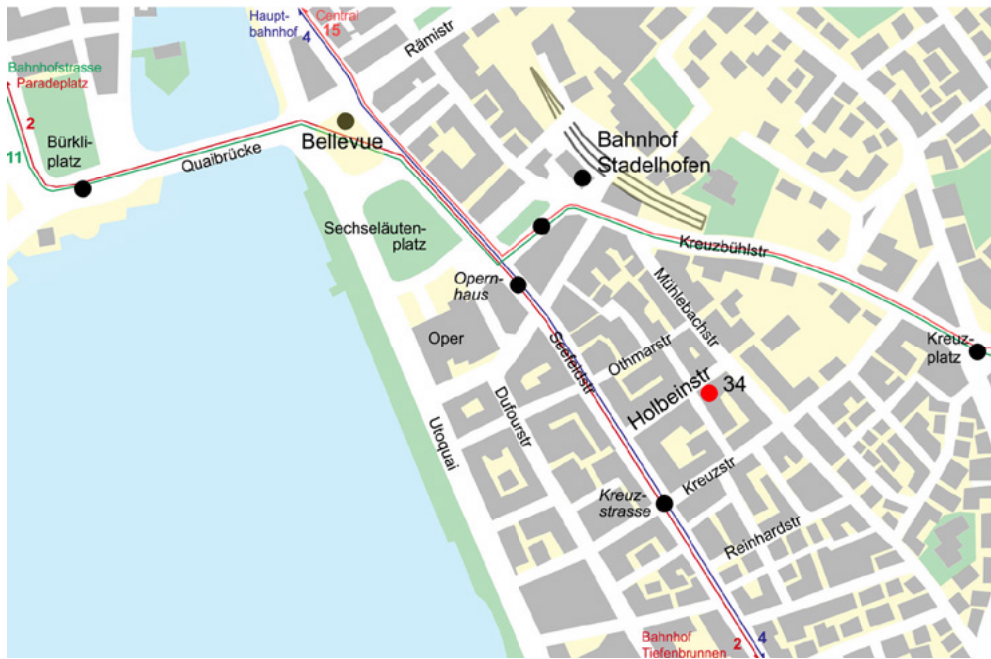 Haupt-
bahnhof
4
Central
15
Rämistr
Bahnhofstrasse
Paradeplatz
2
11
Bürkli-
platz
Quaibrücke
Bellevue
Bahnhof
Stadelhofen
Sechseläuten-
platz
Kreuzbühlstr
Opern-
haus
Mühlebachstr
Oper
Seefeldstr
Othmarstr
Kreuz-
platz
Holbeinstr
34
Dufourstr
Utoquai
Kreuzstr
Kreuz-
strasse
Reinhardstr
Bahnhof
Tiefenbrunnen
2
4